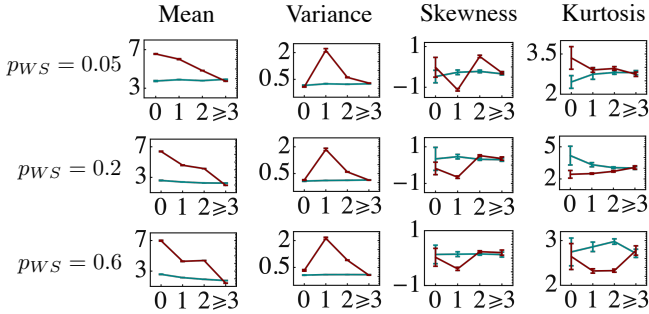 Mean Variance Skewness Kurtosis
p_{WS} = 0.05 7 3 2 0.5 1 −1 3.5 2
0 1 2 ⩾3 0 1 2 ⩾3 0 1 2 ⩾3 0 1 2 ⩾3
p_{WS} = 0.2 7 3 2 0.5 1 −1 5 2
0 1 2 ⩾3 0 1 2 ⩾3 0 1 2 ⩾3 0 1 2 ⩾3
p_{WS} = 0.6 7 3 2 0.5 1 −1 3 2
0 1 2 ⩾3 0 1 2 ⩾3 0 1 2 ⩾3 0 1 2 ⩾3